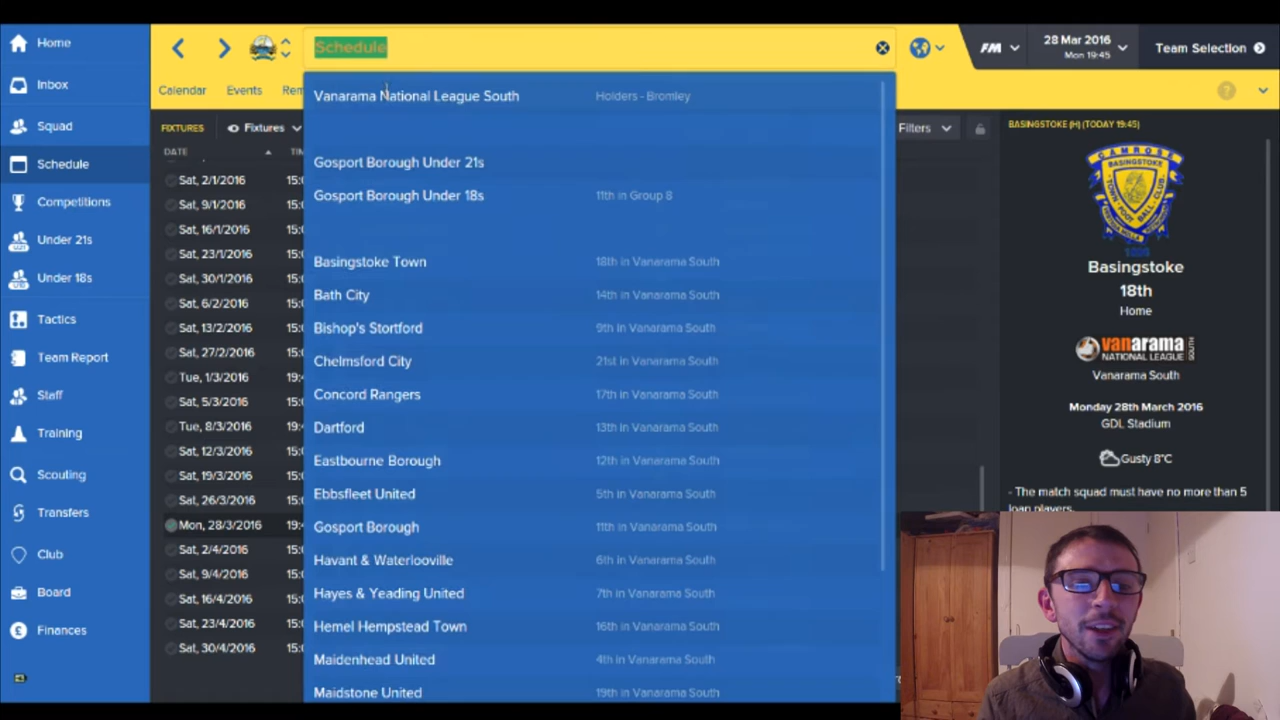 Home
Inbox
Squad
Schedule
Competitions
Under 21s
Under 18s
Tactics
Team Report
Staff
Training
Scouting
Transfers
Club
Board
Finances
Schedule
FM
28 Mar 2016
Mon 19:45
Team Selection
Calendar
Events
FIXTURES
Fixtures
Filters
DATE
Sat, 2/1/2016
Sat, 9/1/2016
Sat, 16/1/2016
Sat, 23/1/2016
Sat, 30/1/2016
Sat, 6/2/2016
Sat, 13/2/2016
Sat, 27/2/2016
Tue, 1/3/2016
Sat, 5/3/2016
Tue, 8/3/2016
Sat, 12/3/2016
Sat, 19/3/2016
Sat, 26/3/2016
Mon, 28/3/2016
Sat, 2/4/2016
Sat, 9/4/2016
Sat, 16/4/2016
Sat, 23/4/2016
Sat, 30/4/2016
Vanarama National League South Holders - Bromley
Gosport Borough Under 21s
Gosport Borough Under 18s 11th in Group 8
Basingstoke Town 18th in Vanarama South
Bath City 14th in Vanarama South
Bishop's Stortford 9th in Vanarama South
Chelmsford City 21st in Vanarama South
Concord Rangers 17th in Vanarama South
Dartford 13th in Vanarama South
Eastbourne Borough 12th in Vanarama South
Ebbsfleet United 5th in Vanarama South
Gosport Borough 11th in Vanarama South
Havant & Waterlooville 6th in Vanarama South
Hayes & Yeading United 7th in Vanarama South
Hemel Hempstead Town 16th in Vanarama South
Maidenhead United 4th in Vanarama South
Maidstone United 19th in Vanarama South
BASINGSTOKE (H) (TODAY 19:45)
CAMROSE
BASINGSTOKE
TOWN FOOT BALL CLUB
Basingstoke
18th
Home
vanarama
NATIONAL LEAGUE SOUTH
Vanarama South
Monday 28th March 2016
GDL Stadium
Gusty 8°C
- The match squad must have no more than 5
loan players.